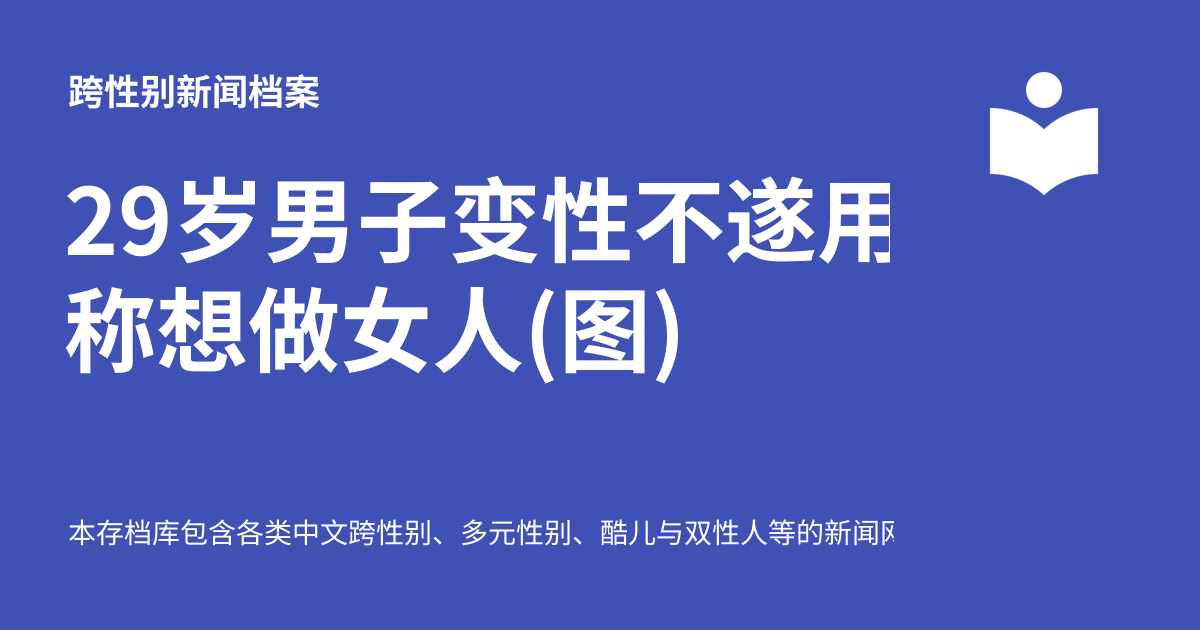 跨性别新闻档案
29岁男子变性不遂用
称想做女人(图)
本存档库包含各类中文跨性别、多元性别、酷儿与双性人等的新闻网